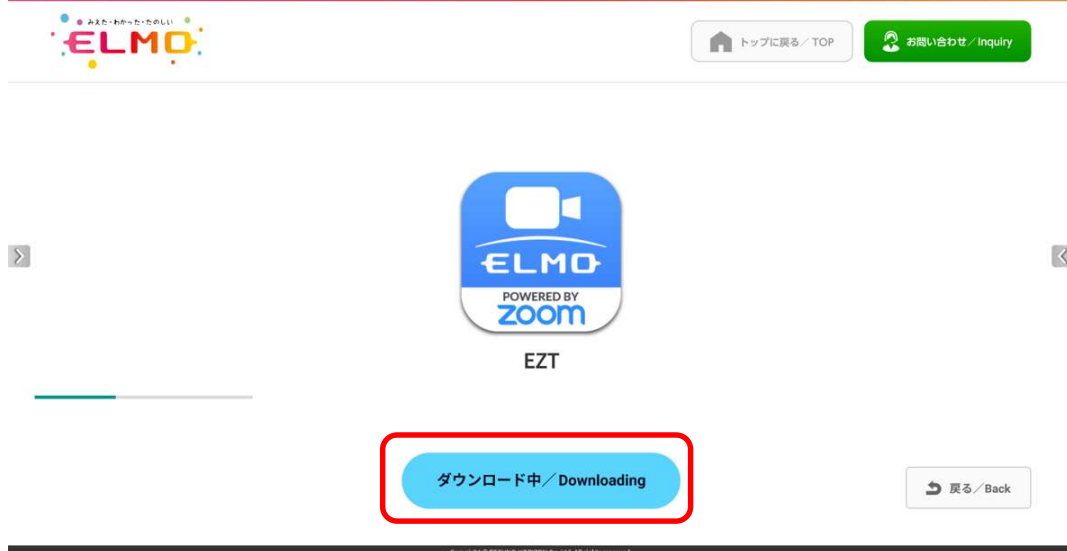 みえた・わかった・たのしい
ELMO
トップに戻る／TOP
お問い合わせ／Inquiry
ELMO
POWERED BY
zoom
EZT
ダウンロード中／Downloading
戻る／Back